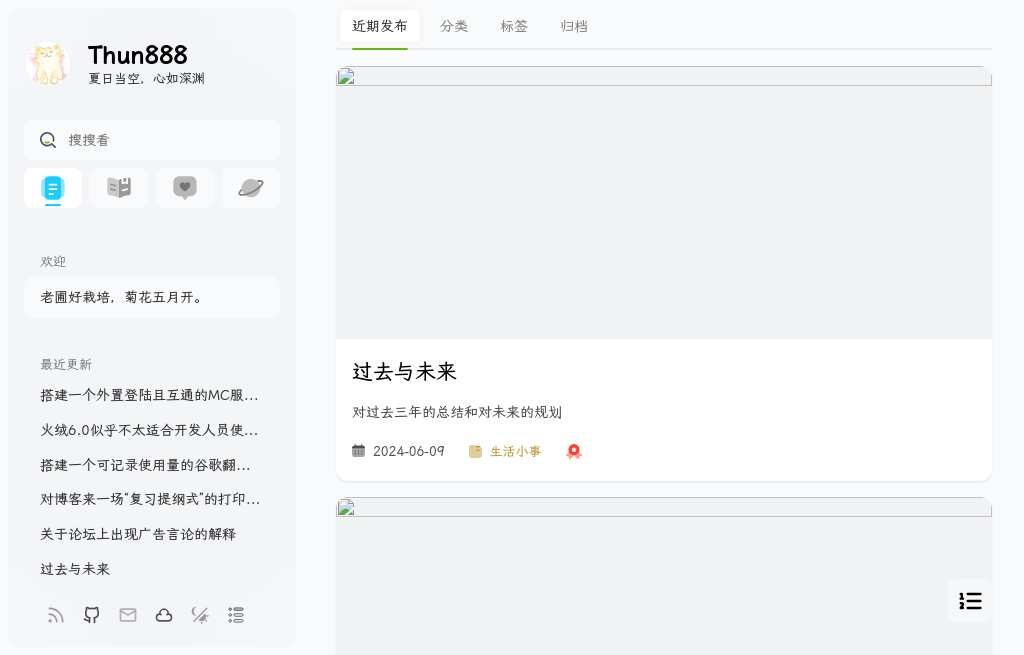 Thun888
夏日当空，心如深渊
搜搜看
欢迎
老圃好栽培，菊花五月开。
最近更新
搭建一个外置登陆且互通的MC服...
火绒6.0似乎不太适合开发人员使...
搭建一个可记录使用量的谷歌翻...
对博客来一场“复习提纲式”的打印...
关于论坛上出现广告言论的解释
过去与未来
近期发布 分类 标签 归档
过去与未来
对过去三年的总结和对未来的规划
2024-06-09 生活小事